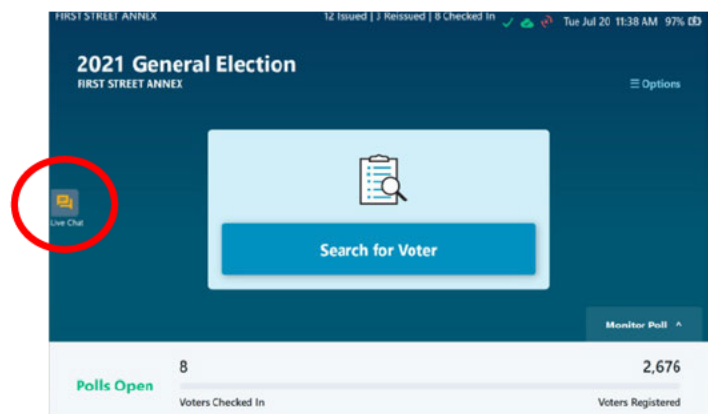 FIRST STREET ANNEX
12 Issued | 3 Reissued | 8 Checked In
Tue Jul 20 11:38 AM 97%
2021 General Election
FIRST STREET ANNEX
Options
Live Chat
Search for Voter
Monitor Poll
8
2,676
Polls Open
Voters Checked In
Voters Registered